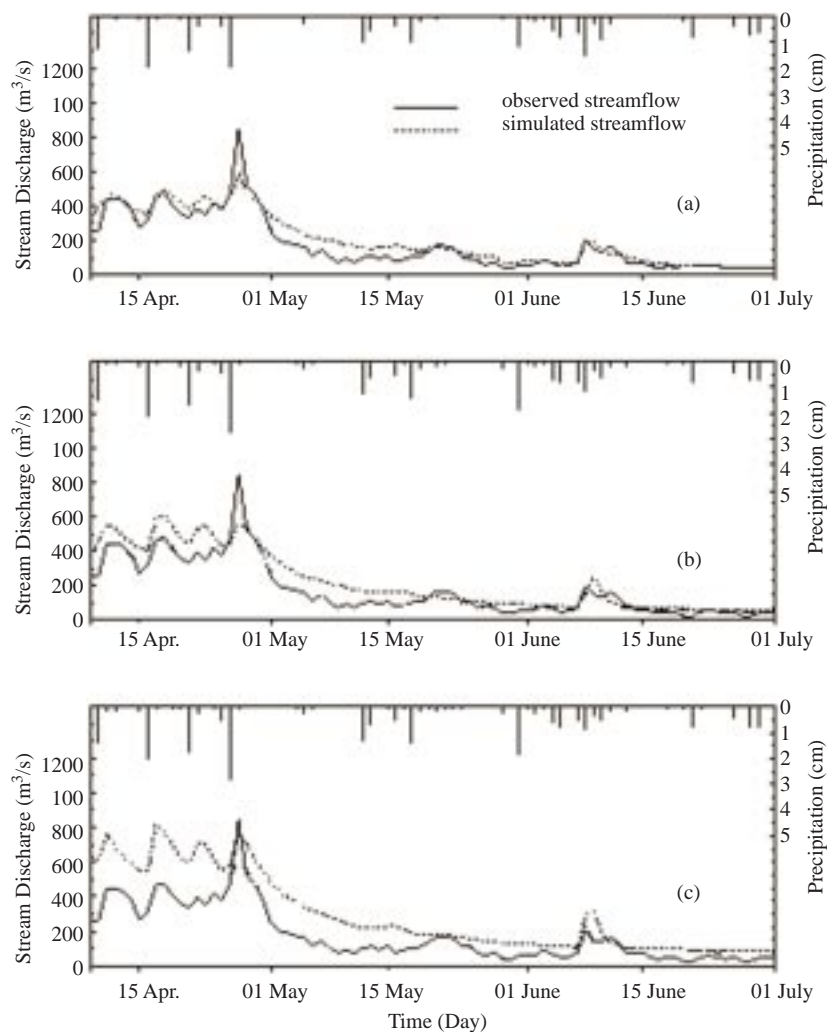 Stream Discharge (m³/s)
1200
100
800
600
400
200
0
0
1
2
3
4
5
Precipitation (cm)
observed streamflow
simulated streamflow
(a)
15 Apr.
01 May
15 May
01 June
15 June
01 July
Stream Discharge (m³/s)
1200
100
800
600
400
200
0
0
1
2
3
4
5
Precipitation (cm)
(b)
15 Apr.
01 May
15 May
01 June
15 June
01 July
Stream Discharge (m³/s)
1200
100
800
600
400
200
0
0
1
2
3
4
5
Precipitation (cm)
(c)
15 Apr.
01 May
15 May
01 June
15 June
01 July
Time (Day)